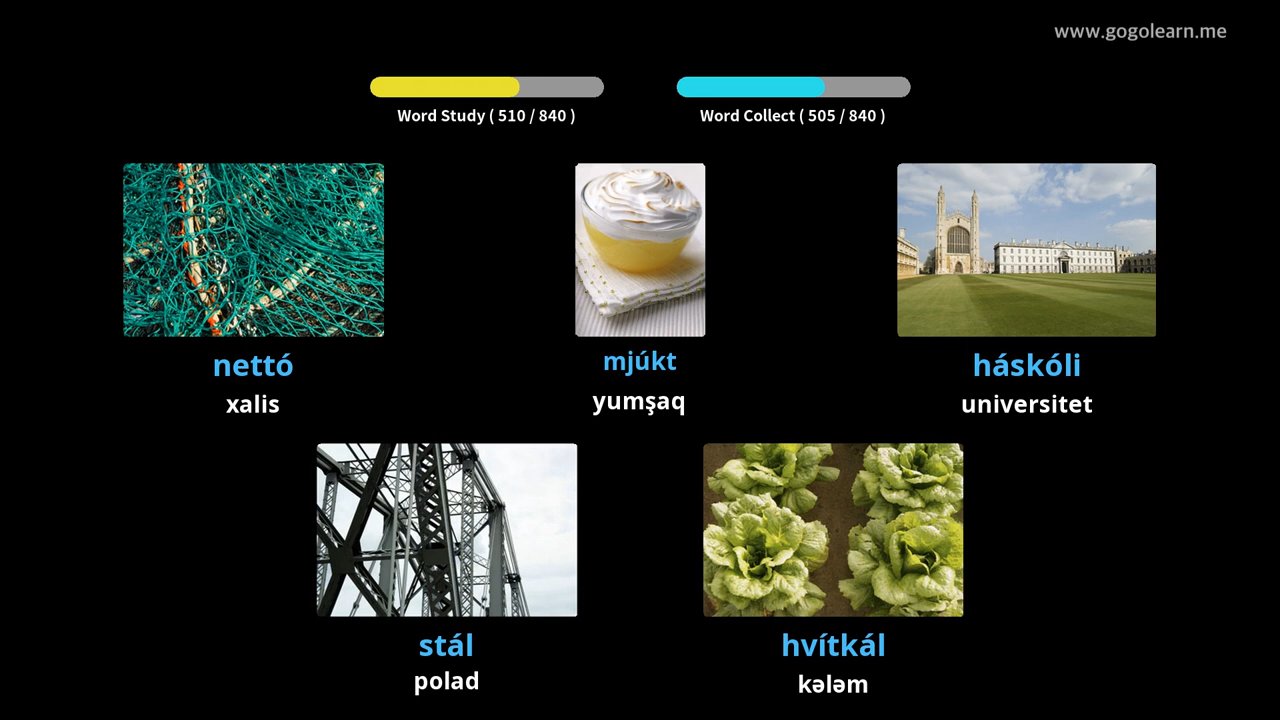 www.gogolearn.me
Word Study ( 510 / 840 )
Word Collect ( 505 / 840 )
nettó
mjúkt
háskóli
xalis
yumşaq
universitet
stál
hvítkál
polad
kələm